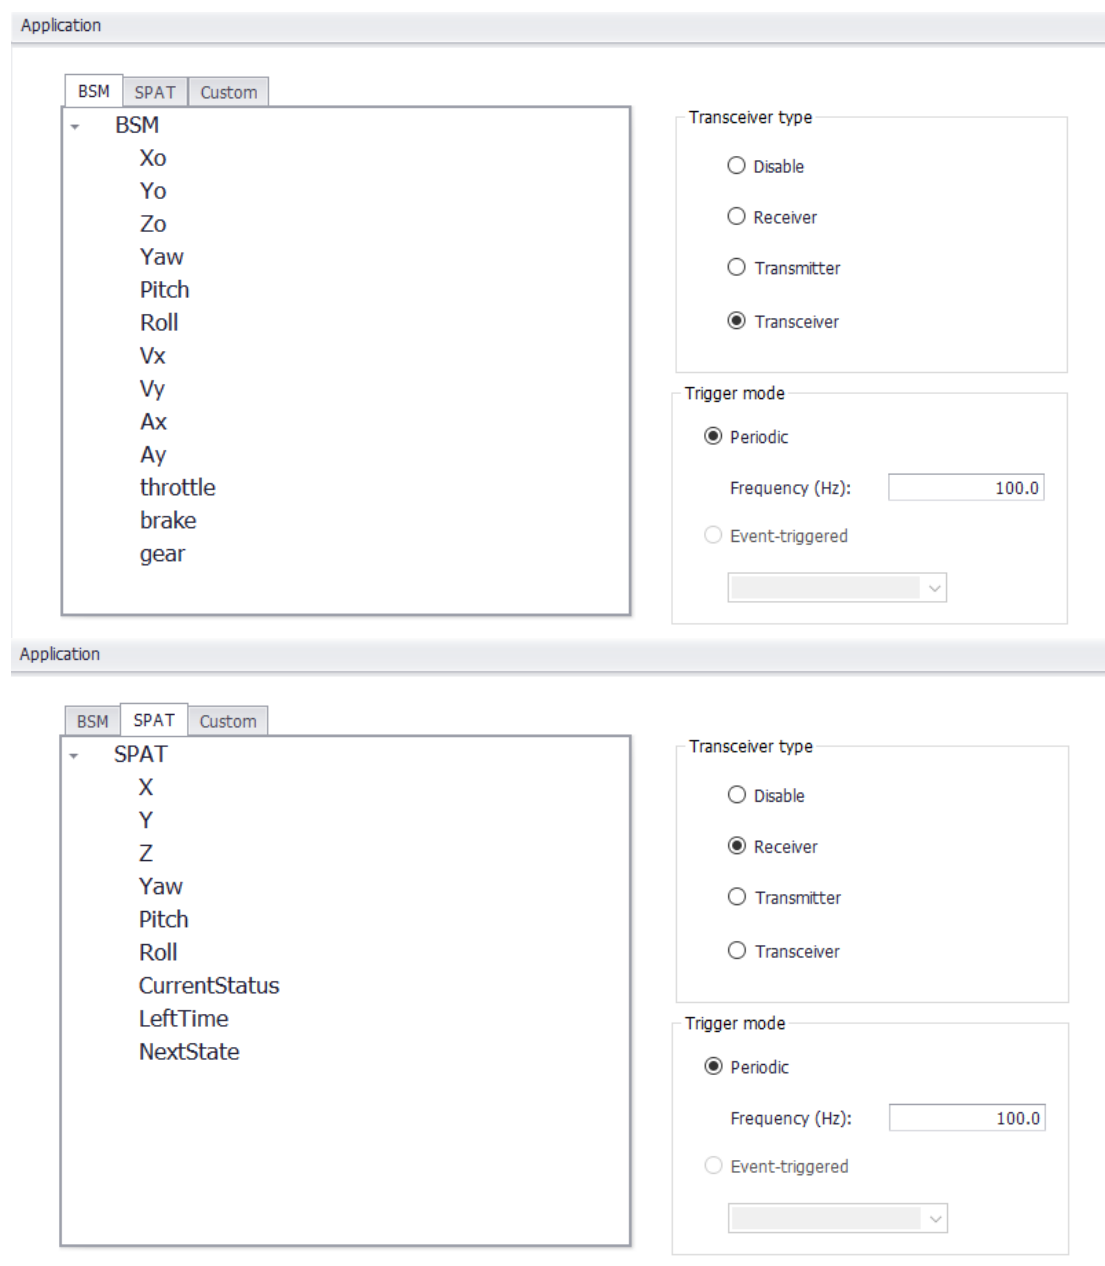 Application
BSM SPAT Custom
BSM
Xo
Yo
Zo
Yaw
Pitch
Roll
Vx
Vy
Ax
Ay
throttle
brake
gear
Transceiver type
Disable
Receiver
Transmitter
Transceiver
Trigger mode
Periodic
Frequency (Hz): 100.0
Event-triggered
Application
BSM SPAT Custom
SPAT
X
Y
Z
Yaw
Pitch
Roll
CurrentStatus
LeftTime
NextState
Transceiver type
Disable
Receiver
Transmitter
Transceiver
Trigger mode
Periodic
Frequency (Hz): 100.0
Event-triggered